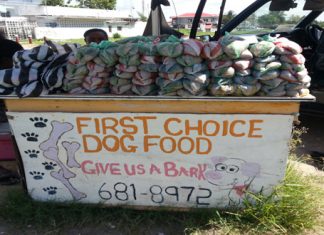 FIRST CHOICE
DOG FOOD
GIVE US A BARK
681-8972